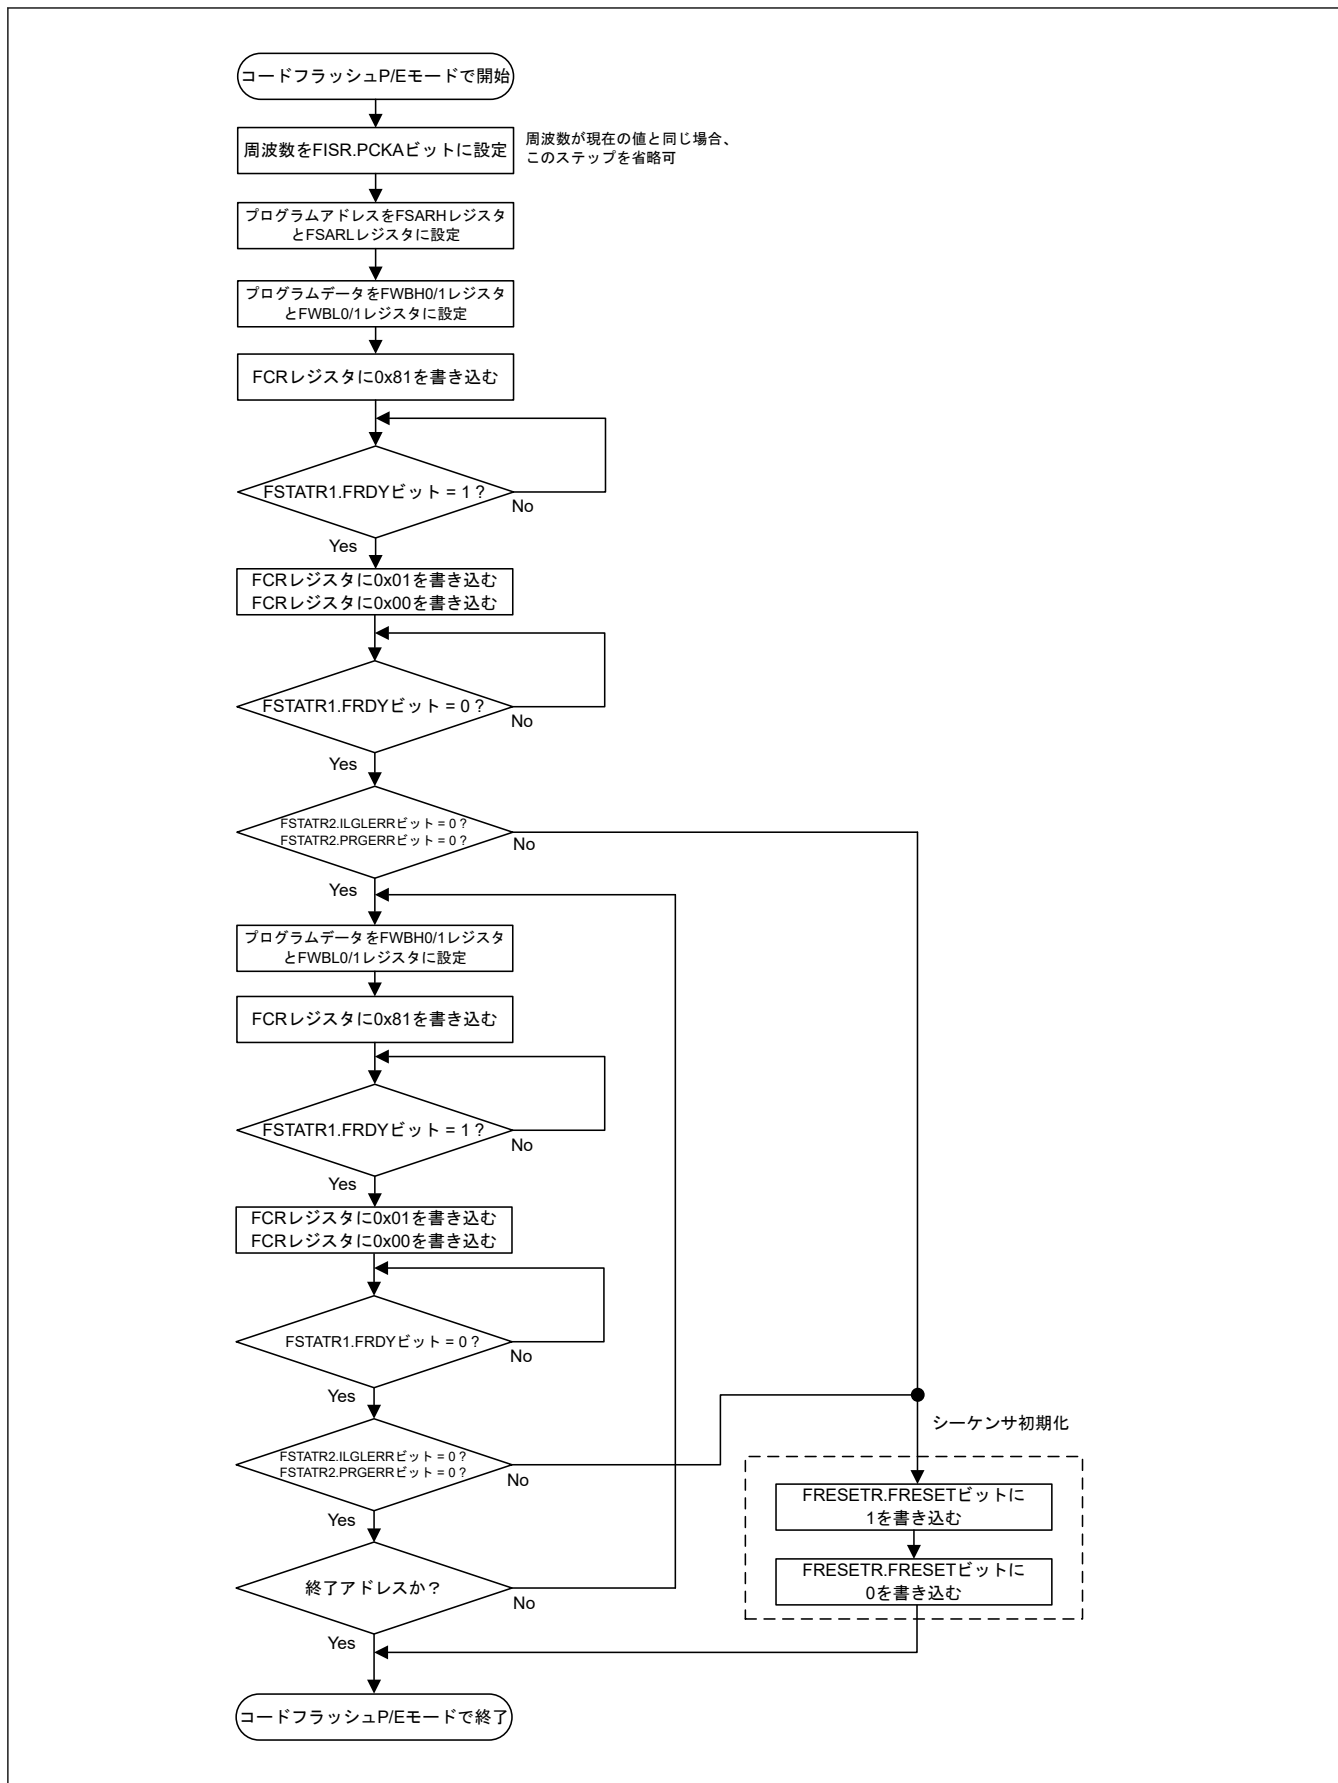 コードフラッシュP/Eモードで開始
周波数をFISR.PCKAビットに設定
周波数が現在の値と同じ場合、
このステップを省略可
プログラムアドレスをFSARHレジスタ
とFSARLレジスタに設定
プログラムデータをFWBH0/1レジスタ
とFWBL0/1レジスタに設定
FCRレジスタに0x81を書き込む
FSTATR1.FRDYビット = 1 ?
No
Yes
FCRレジスタに0x01を書き込む
FCRレジスタに0x00を書き込む
FSTATR1.FRDYビット = 0 ?
No
Yes
FSTATR2.ILGLERRビット = 0 ?
FSTATR2.PRGERRビット = 0 ?
No
Yes
プログラムデータをFWBH0/1レジスタ
とFWBL0/1レジスタに設定
FCRレジスタに0x81を書き込む
FSTATR1.FRDYビット = 1 ?
No
Yes
FCRレジスタに0x01を書き込む
FCRレジスタに0x00を書き込む
FSTATR1.FRDYビット = 0 ?
No
Yes
FSTATR2.ILGLERRビット = 0 ?
FSTATR2.PRGERRビット = 0 ?
No
Yes
シーケンサ初期化
FRESETR.FRESETビットに
1を書き込む
FRESETR.FRESETビットに
0を書き込む
終了アドレスか？
No
Yes
コードフラッシュP/Eモードで終了